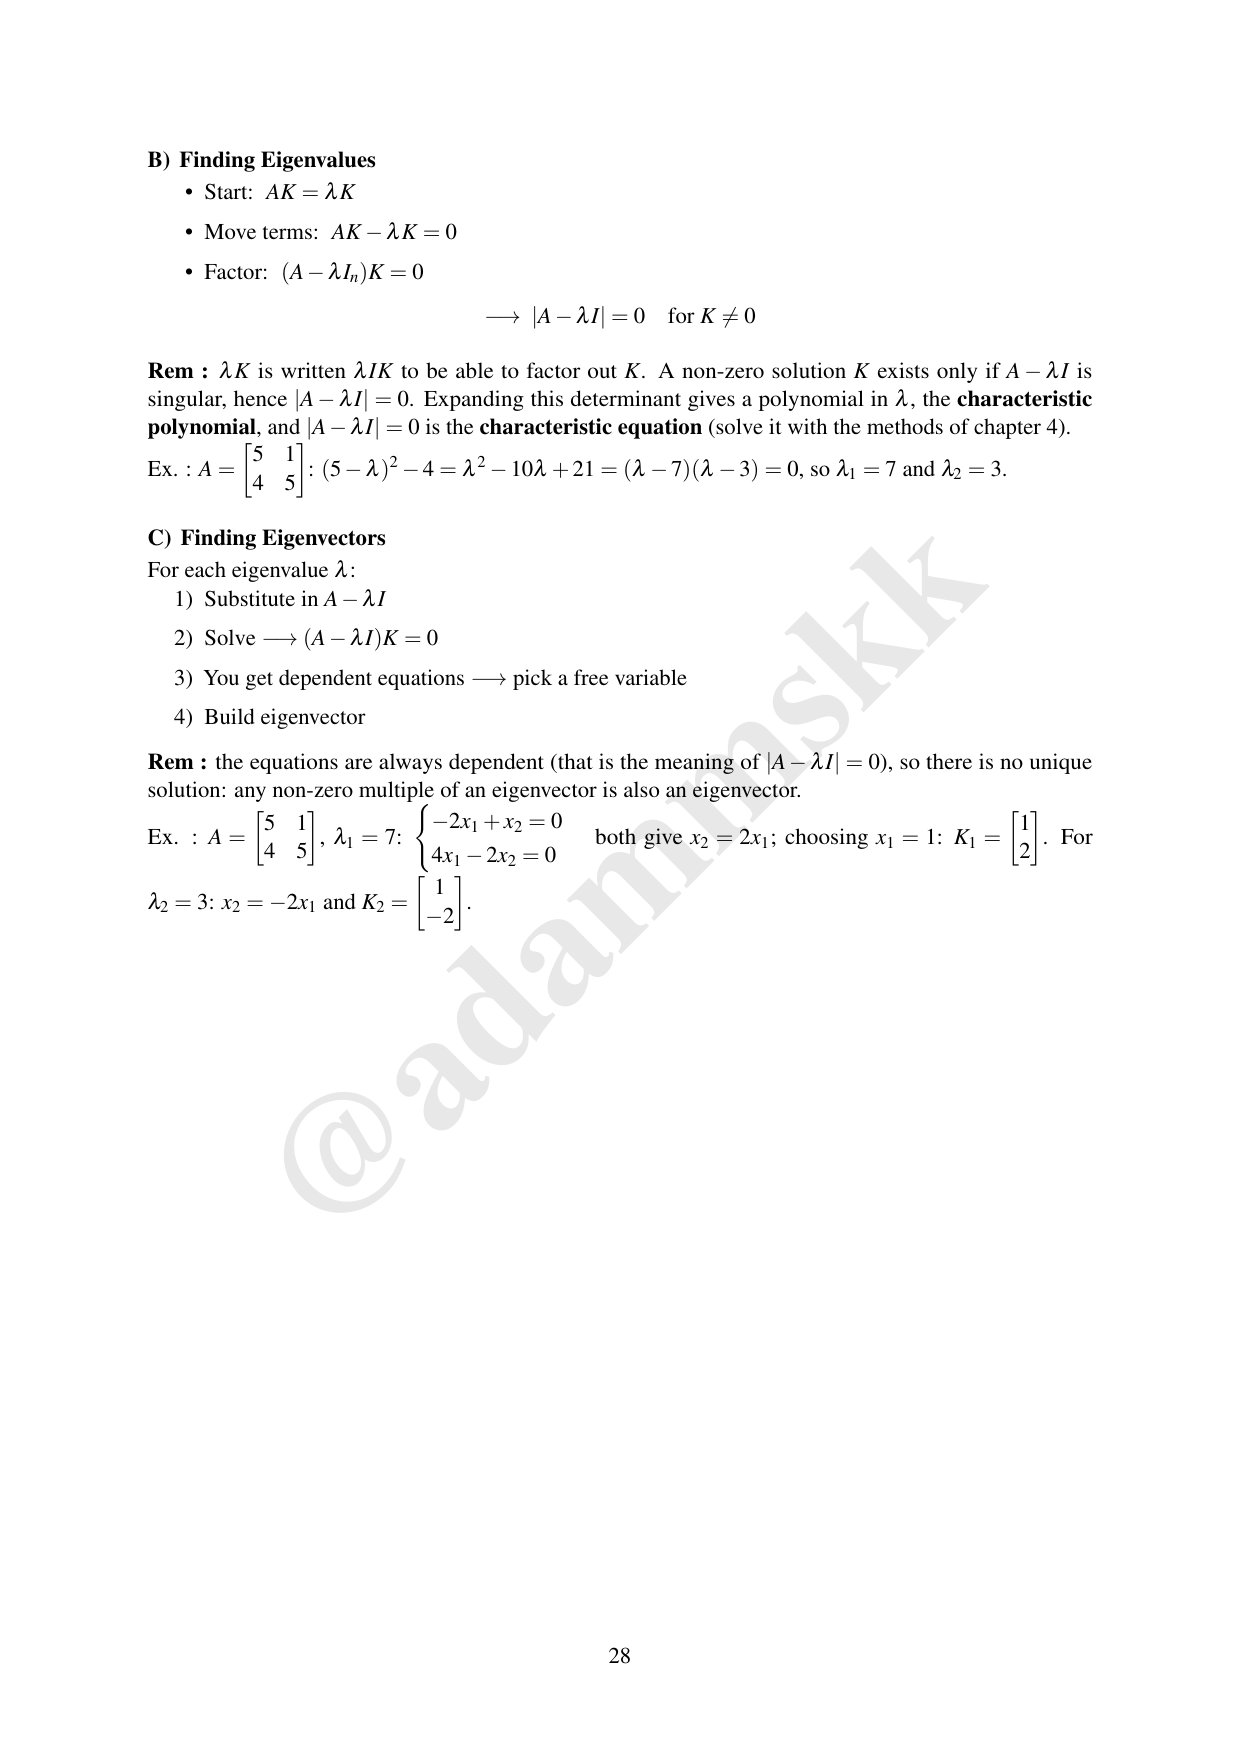 B) Finding Eigenvalues
• Start: AK = λK
• Move terms: AK − λK = 0
• Factor: (A − λIₙ)K = 0
⟶ |A − λI| = 0 for K ≠ 0
Rem : λK is written λIK to be able to factor out K. A non-zero solution K exists only if A − λI is
singular, hence |A − λI| = 0. Expanding this determinant gives a polynomial in λ, the characteristic
polynomial, and |A − λI| = 0 is the characteristic equation (solve it with the methods of chapter 4).
Ex. : A = [5 1; 4 5]: (5 − λ)² − 4 = λ² − 10λ + 21 = (λ − 7)(λ − 3) = 0, so λ₁ = 7 and λ₂ = 3.
C) Finding Eigenvectors
For each eigenvalue λ:
1) Substitute in A − λI
2) Solve ⟶ (A − λI)K = 0
3) You get dependent equations ⟶ pick a free variable
4) Build eigenvector
Rem : the equations are always dependent (that is the meaning of |A − λI| = 0), so there is no unique
solution: any non-zero multiple of an eigenvector is also an eigenvector.
Ex. : A = [5 1; 4 5], λ₁ = 7: {−2x₁ + x₂ = 0; 4x₁ − 2x₂ = 0 both give x₂ = 2x₁; choosing x₁ = 1: K₁ = [1; 2]. For
λ₂ = 3: x₂ = −2x₁ and K₂ = [1; −2].
@adammskk
28